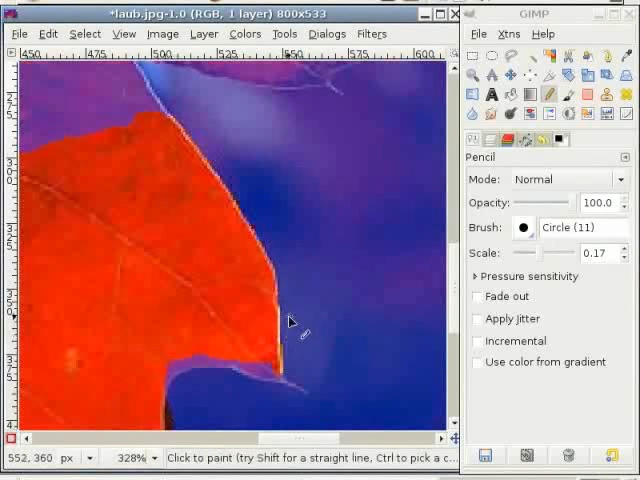 *laub.jpg-1.0 (RGB, 1 layer) 800x533
GIMP
File Edit Select View Image Layer Colors Tools Dialogs Filters
File Xtns Help
450 475 500 525 550 575 600
Pencil
Mode: Normal
Opacity: 100.0
Brush: Circle (11)
Scale: 0.17
Pressure sensitivity
Fade out
Apply Jitter
Incremental
Use color from gradient
552, 360 px 328% Click to paint (try Shift for a straight line, Ctrl to pick a c...